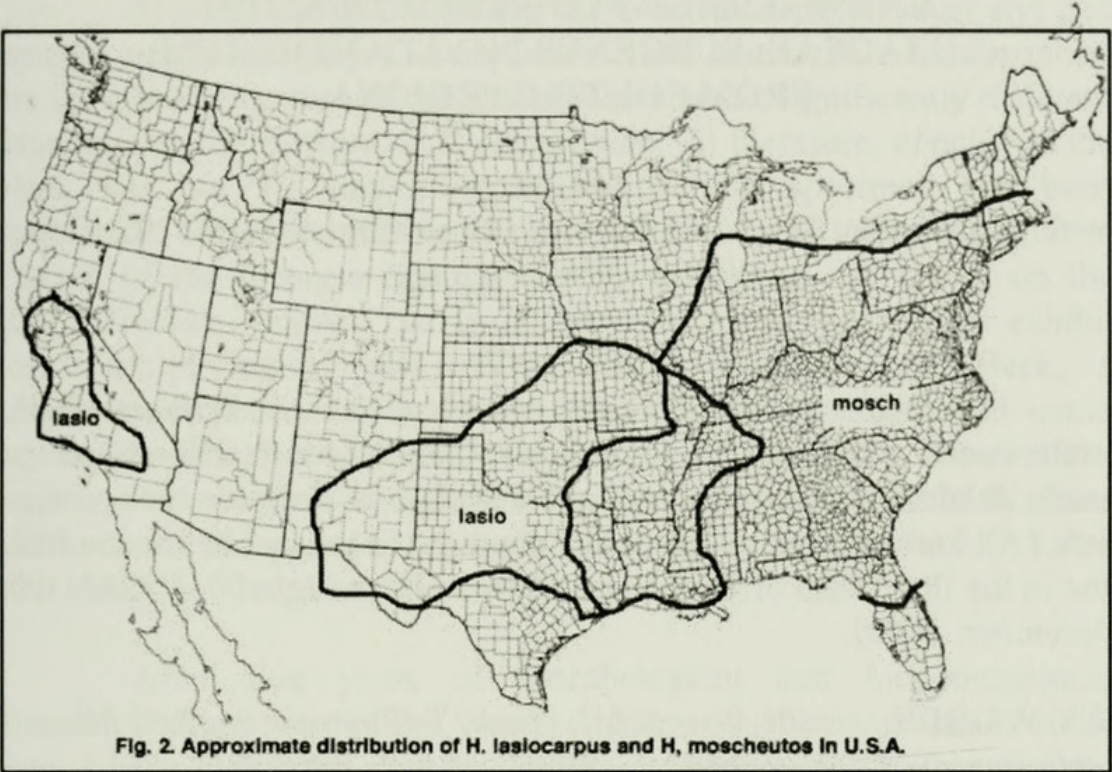 lasio
mosch
lasio
Fig. 2. Approximate distribution of H. lasiocarpus and H, moscheutos in U.S.A.